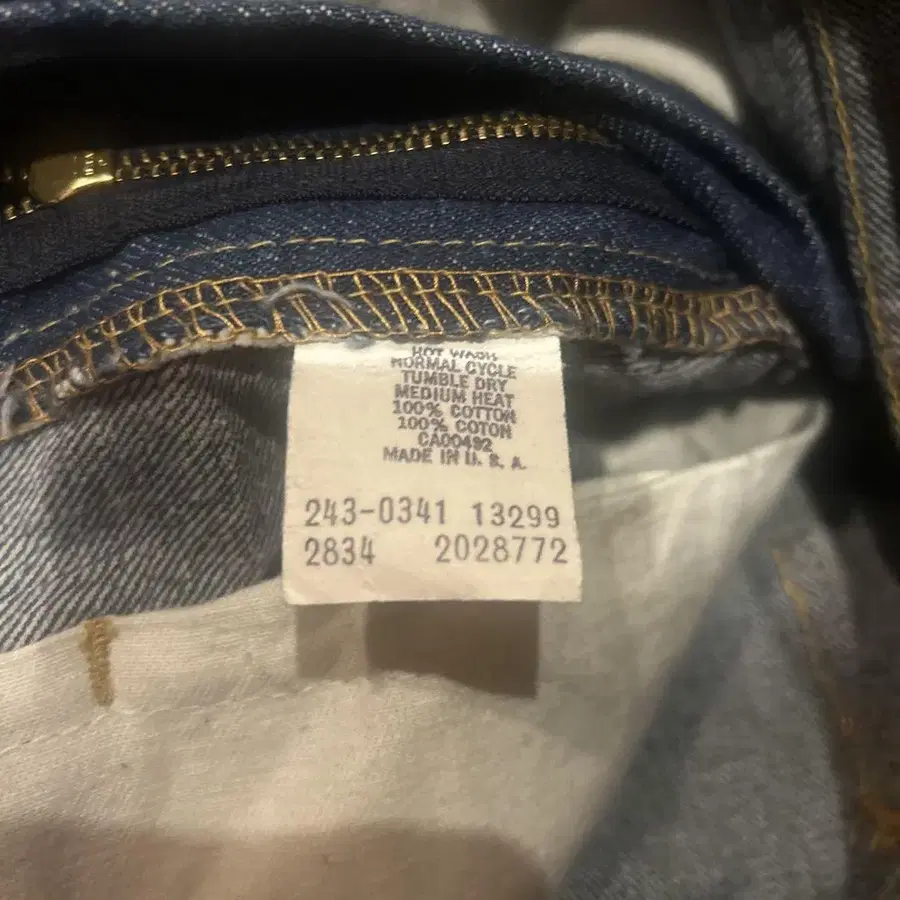 HOT WASH
NORMAL CYCLE
TUMBLE DRY
MEDIUM HEAT
100% COTTON
100% COTON
CA00492
MADE IN U.S.A.
243-0341 13299
2834 2028772